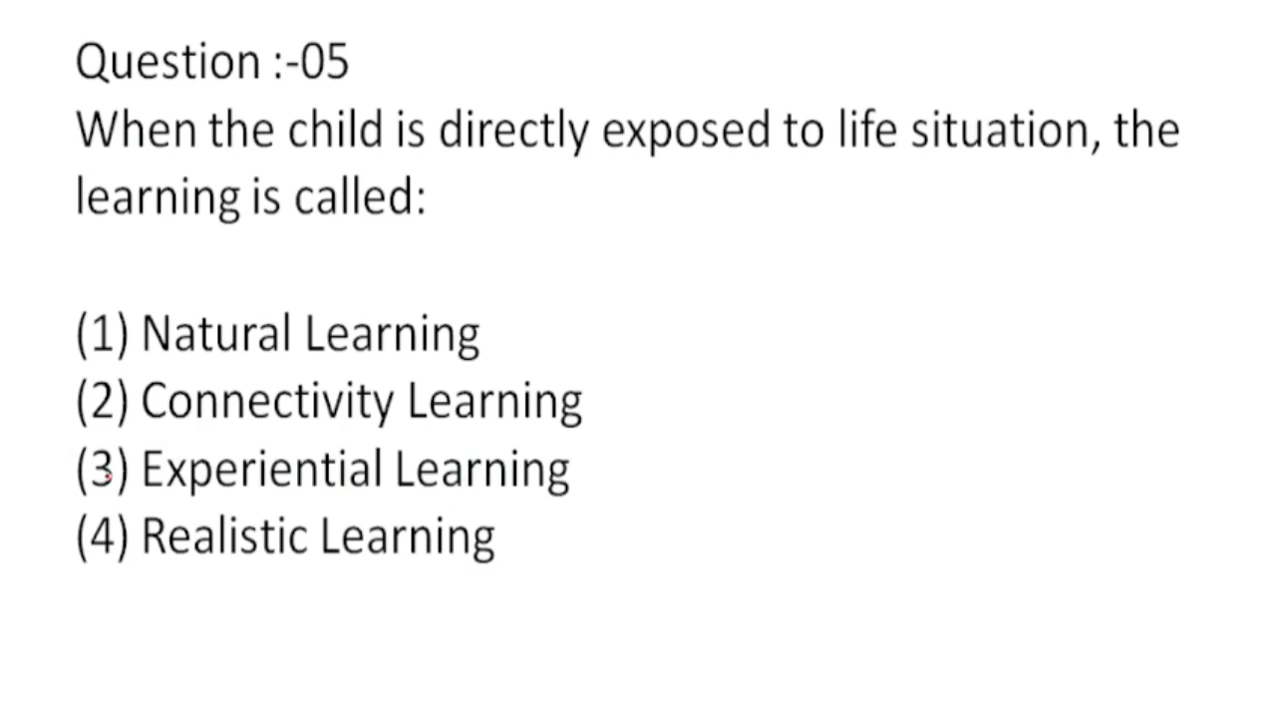 Question :-05
When the child is directly exposed to life situation, the
learning is called:
(1) Natural Learning
(2) Connectivity Learning
(3) Experiential Learning
(4) Realistic Learning